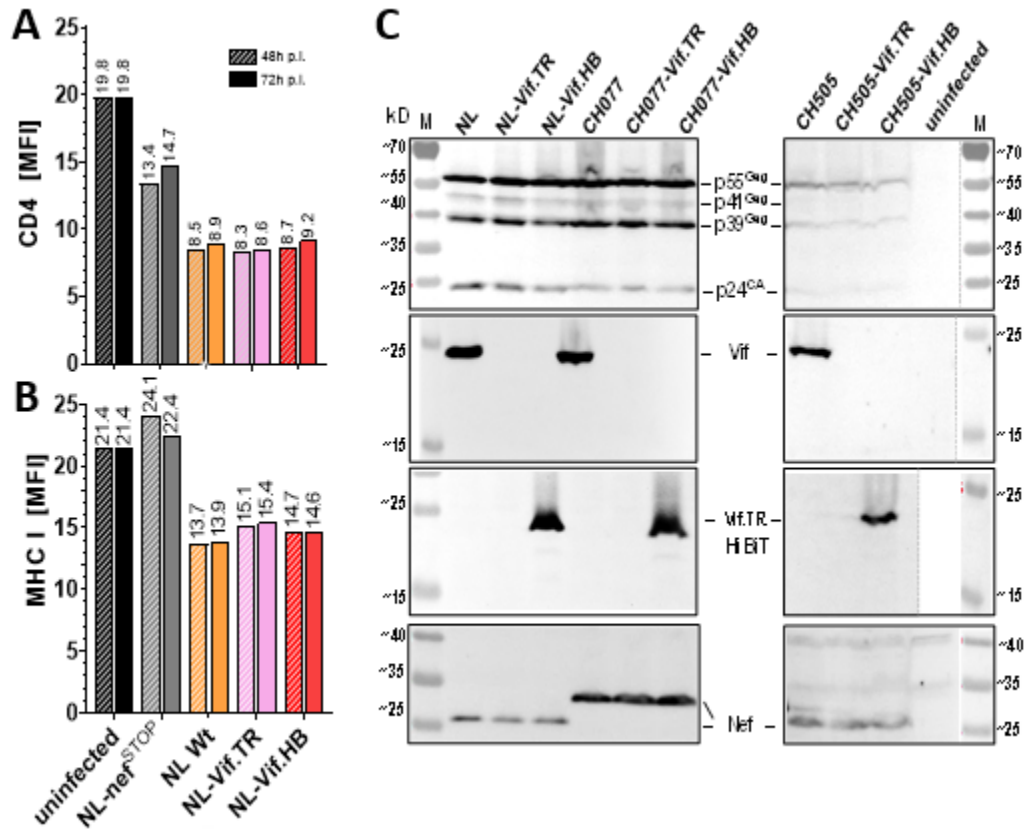 A
CD4 [MFI]
25
20
15
10
5
0
48h p.l.
72h p.l.
19.8
19.8
13.4
14.7
8.5
8.9
8.3
8.6
8.7
9.2
B
MHC I [MFI]
25
20
15
10
5
0
21.4
21.4
24.1
22.4
13.7
13.9
15.1
15.4
14.7
14.6
uninfected
NL-nefSTOP
NL Wt
NL-Vif.TR
NL-Vif.HB
C
kD
M
NL
NL-Vif.TR
NL-Vif.HB
CH077
CH077-Vif.TR
CH077-Vif.HB
CH505
CH505-Vif.TR
CH505-Vif.HB
uninfected
M
~70
~55
~40
~35
~25
p55Gag
p41Gag
p39Gag
p24CA
~70
~55
~40
~35
~25
~25
~15
Vif
~25
~15
~25
~15
Vif.TR
HiBiT
~25
~15
~40
~35
~25
Nef
~40
~35
~25